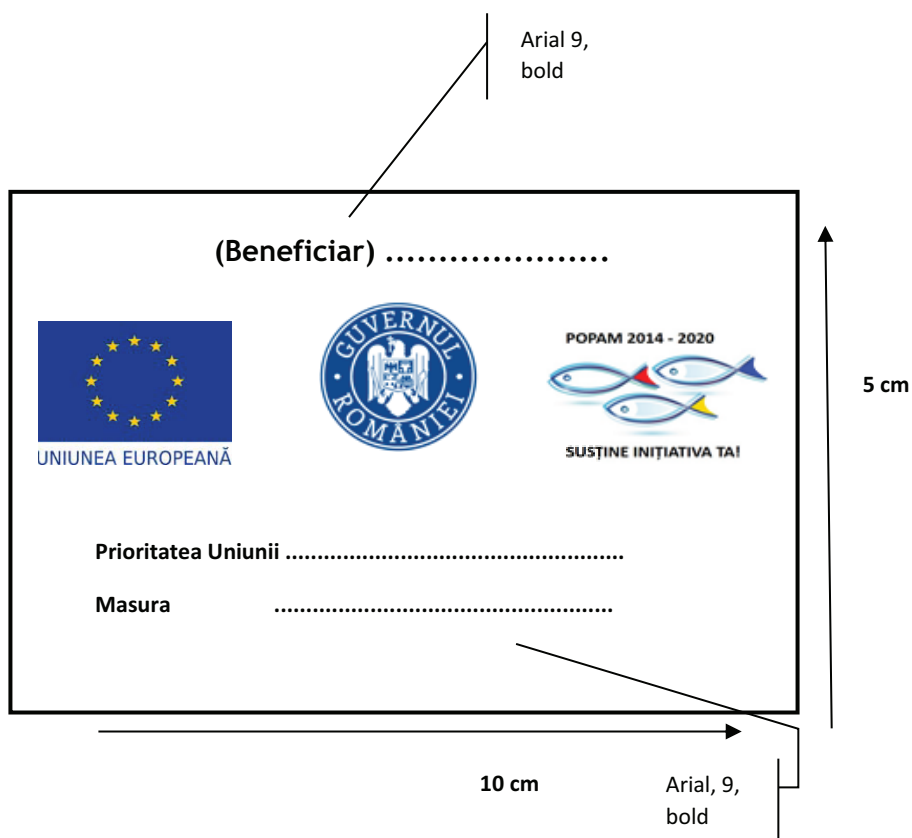 Arial 9,
bold
(Beneficiar) .....................
GUVERNUL ROMÂNIEI
POPAM 2014 - 2020
5 cm
UNIUNEA EUROPEANĂ
SUSȚINE INIȚIATIVA TA!
Prioritatea Uniunii ..........................................................
Masura ..........................................................
10 cm
Arial, 9,
bold